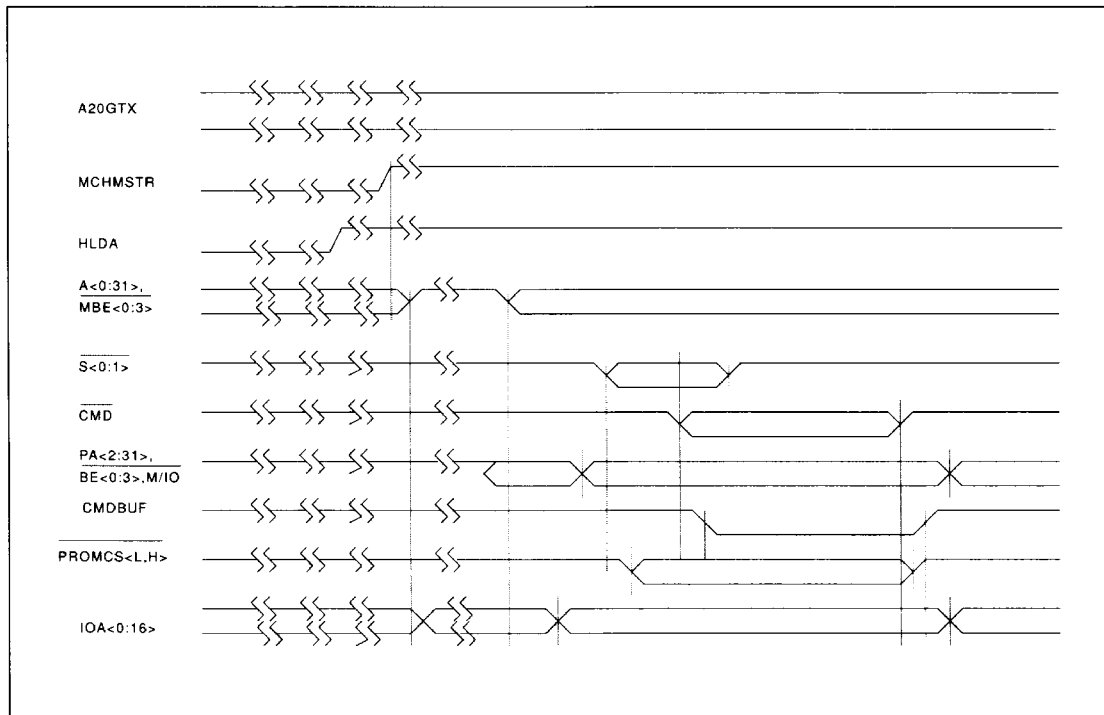 A20GTX
MCHMSTR
HLDA
A<0:31>,
MBE<0:3>
S<0:1>
CMD
PA<2:31>,
BE<0:3>,M/IO
CMDBUF
PROMCS<L,H>
IOA<0:16>